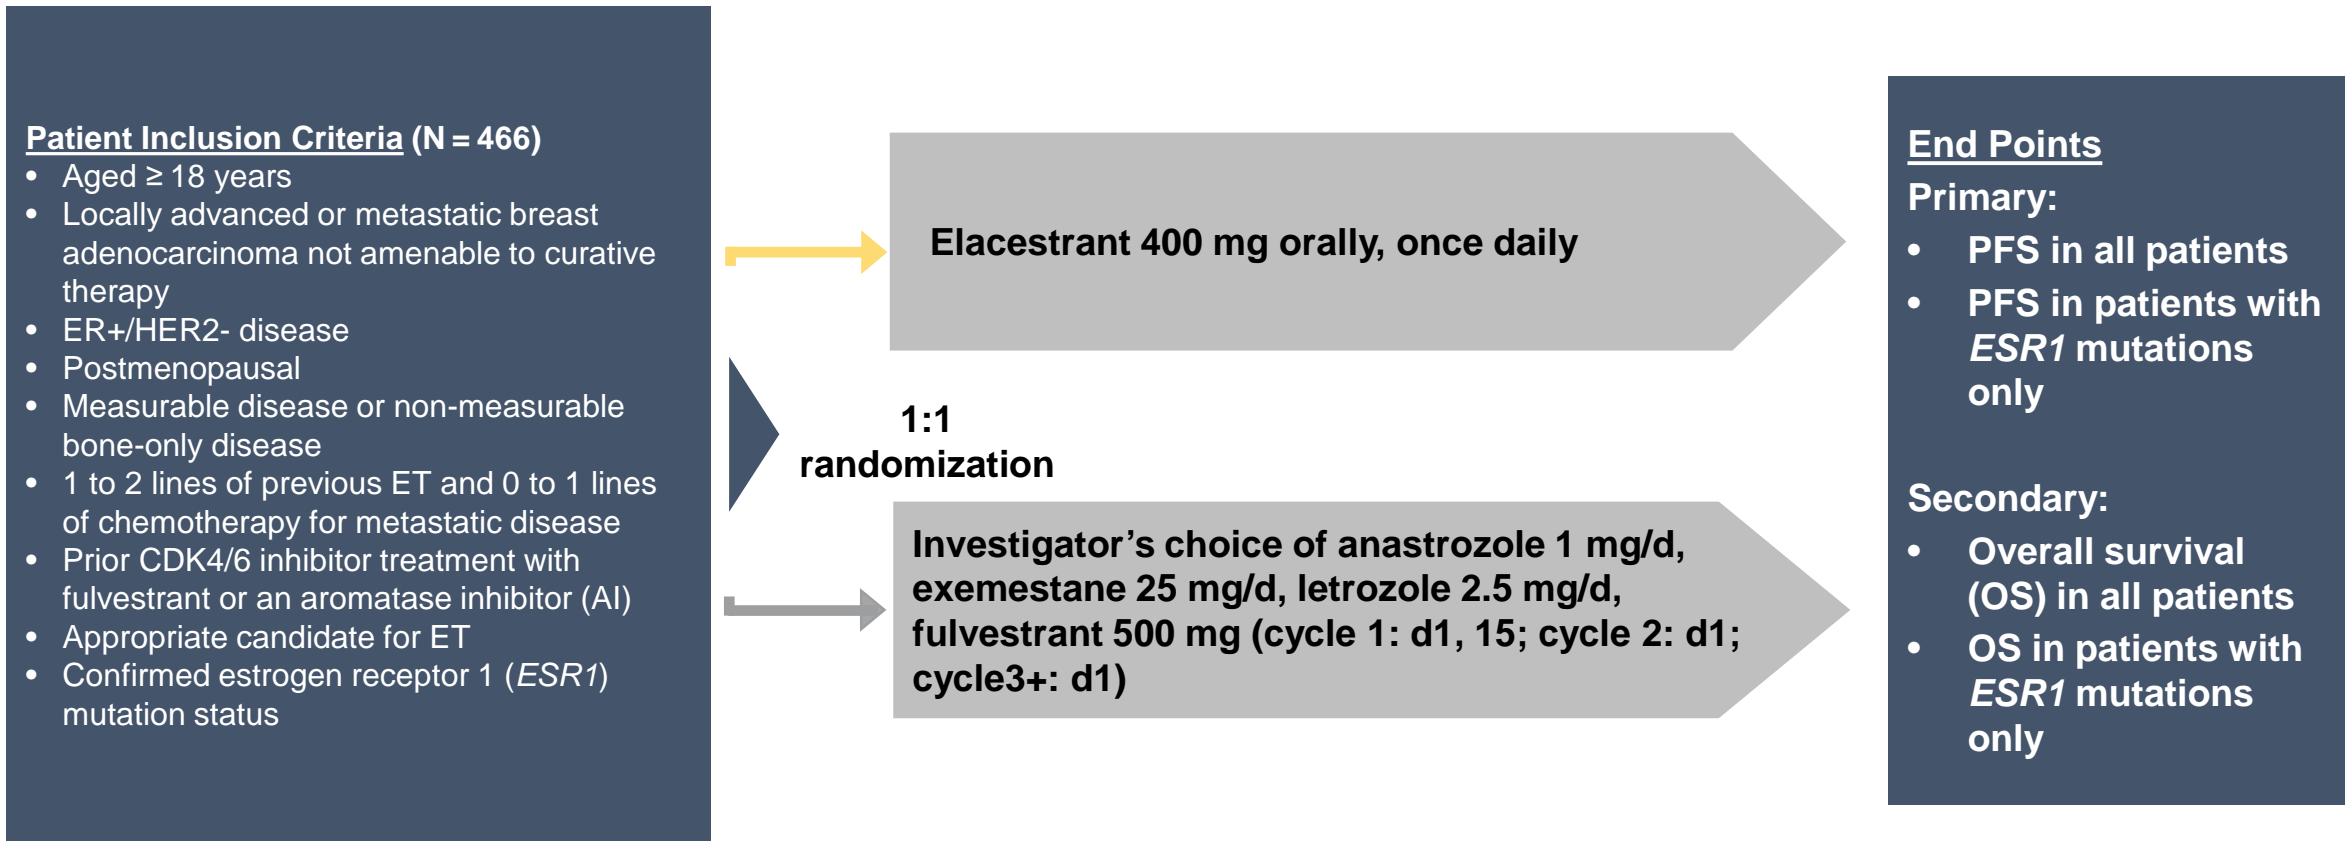 Patient Inclusion Criteria (N = 466)
• Aged ≥ 18 years
• Locally advanced or metastatic breast
adenocarcinoma not amenable to curative
therapy
• ER+/HER2- disease
• Postmenopausal
• Measurable disease or non-measurable
bone-only disease
• 1 to 2 lines of previous ET and 0 to 1 lines
of chemotherapy for metastatic disease
• Prior CDK4/6 inhibitor treatment with
fulvestrant or an aromatase inhibitor (AI)
• Appropriate candidate for ET
• Confirmed estrogen receptor 1 (ESR1)
mutation status
Elacestrant 400 mg orally, once daily
1:1
randomization
Investigator’s choice of anastrozole 1 mg/d,
exemestane 25 mg/d, letrozole 2.5 mg/d,
fulvestrant 500 mg (cycle 1: d1, 15; cycle 2: d1;
cycle3+: d1)
End Points
Primary:
• PFS in all patients
• PFS in patients with
ESR1 mutations
only
Secondary:
• Overall survival
(OS) in all patients
• OS in patients with
ESR1 mutations
only